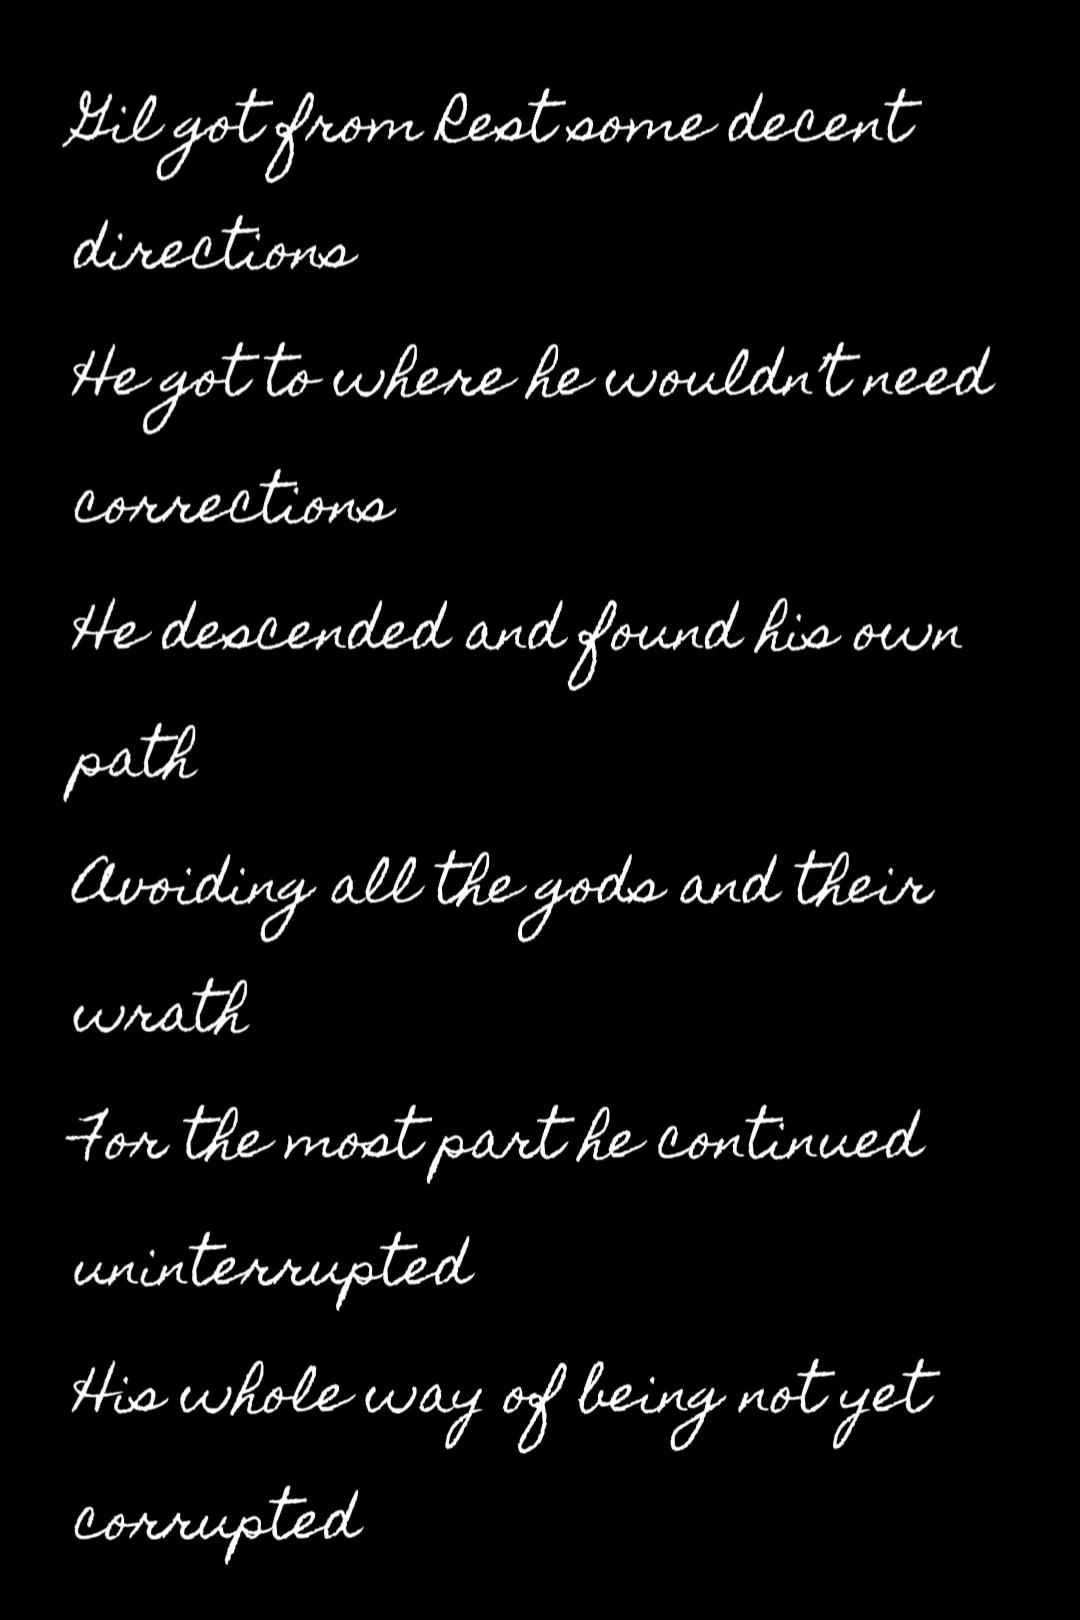 Gil got from Rest some decent
directions
He got to where he wouldn't need
corrections
He descended and found his own
path
Avoiding all the gods and their
wrath
For the most part he continued
uninterrupted
His whole way of being not yet
corrupted